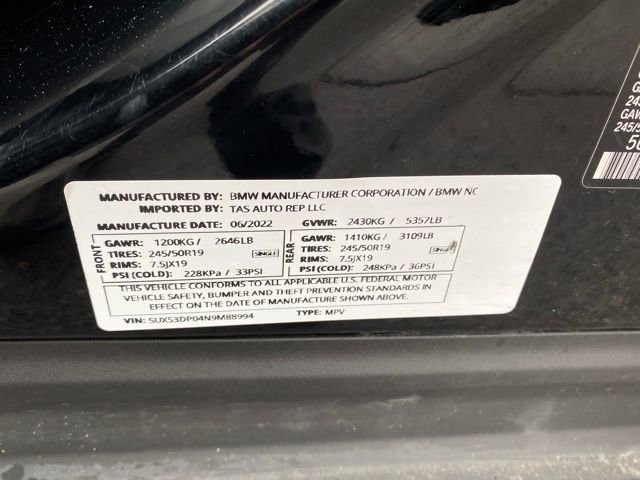 MANUFACTURED BY: BMW MANUFACTURER CORPORATION / BMW NC
IMPORTED BY: TAS AUTO REP LLC
MANUFACTURE DATE: 06/2022 GVWR: 2430KG / 5357LB
FRONT
GAWR: 1200KG / 2646LB
TIRES: 245/50R19 SINGLE
RIMS: 7.5JX19
PSI (COLD): 228KPa / 33PSI
REAR
GAWR: 1410KG / 3109LB
TIRES: 245/50R19 SINGLE
RIMS: 7.5JX19
PSI (COLD): 248KPa / 36PSI
THIS VEHICLE CONFORMS TO ALL APPLICABLE U.S. FEDERAL MOTOR
VEHICLE SAFETY, BUMPER AND THEFT PREVENTION STANDARDS IN
EFFECT ON THE DATE OF MANUFACTURE SHOWN ABOVE.
VIN: 5UX53DP04N9M88994 TYPE: MPV
245/5